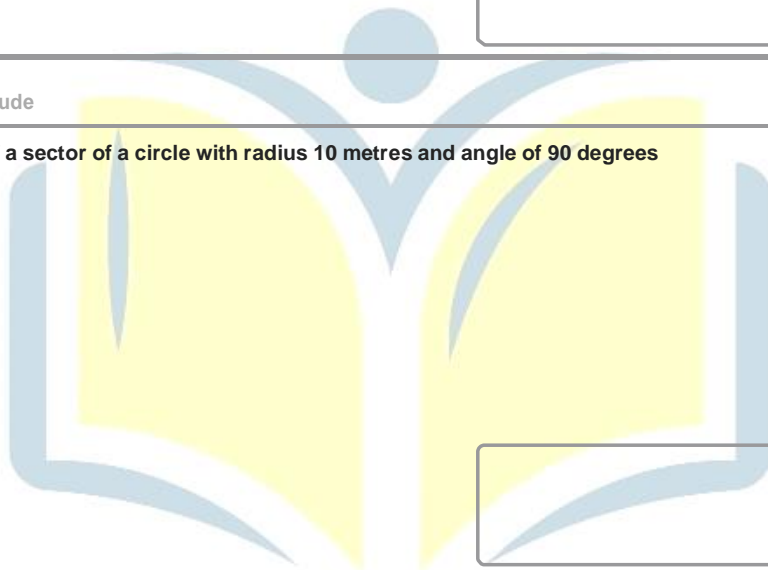 ude
a sector of a circle with radius 10 metres and angle of 90 degrees